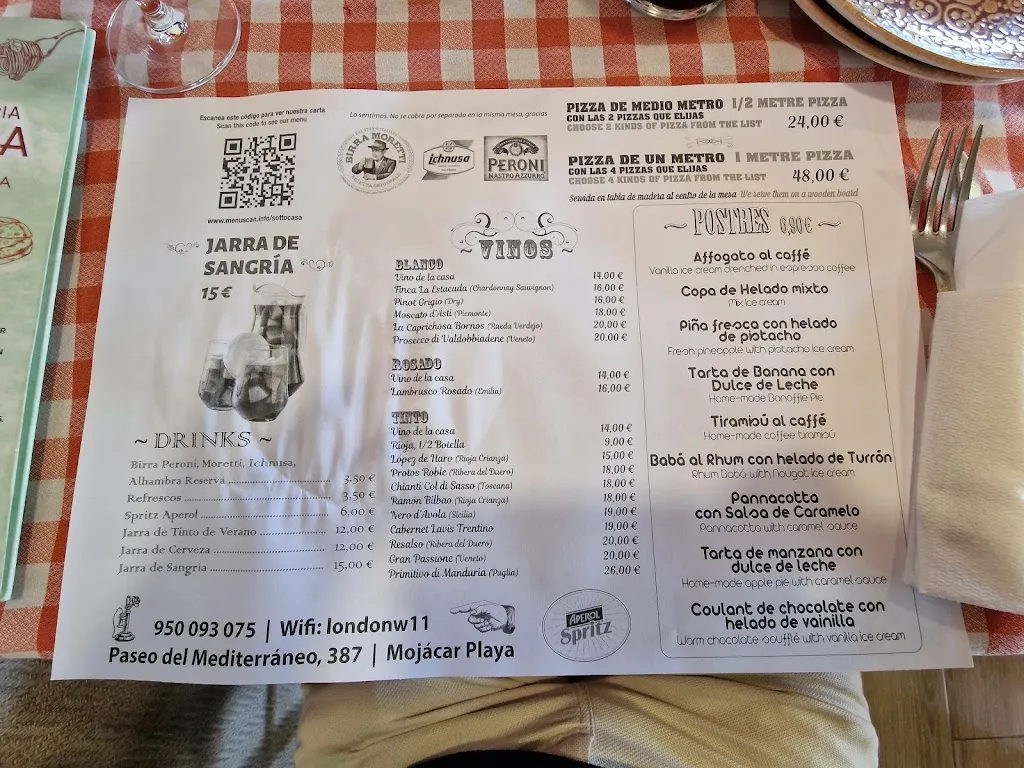 IA
A
A
R
N
S.
Escanea este código para ver nuestra carta
Scan this code to see our menu
www.menuscan.info/sottocasa
Lo sentimos. No se cobra por separado en la misma mesa, gracias
BIRRA MORETTI
ichnusa
PERONI
NASTRO AZZURRO
PIZZA DE MEDIO METRO 1/2 METRE PIZZA
CON LAS 2 PIZZAS QUE ELIJAS
CHOOSE 2 KINDS OF PIZZA FROM THE LIST 24,00 €
PIZZA DE UN METRO 1 METRE PIZZA
CON LAS 4 PIZZAS QUE ELIJAS
CHOOSE 4 KINDS OF PIZZA FROM THE LIST 48,00 €
Servida en tabla de madera al centro de la mesa We serve them on a wooden board
JARRA DE
SANGRÍA
15 €
~ DRINKS ~
Birra Peroni, Moretti, Ichnusa,
Alhambra Reserva 3,50 €
Refrescos 3,50 €
Spritz Aperol 6,00 €
Jarra de Tinto de Verano 12,00 €
Jarra de Cerveza 12,00 €
Jarra de Sangría 15,00 €
VINOS
BLANCO
Vino de la casa 14,00 €
Finca La Estacada (Chardonnay Sauvignon) 16,00 €
Pinot Grigio (Dry) 16,00 €
Moscato d'Asti (Piemonte) 18,00 €
La Caprichosa Bornos (Rueda Verdejo) 20,00 €
Prosecco di Valdobbiadene (Veneto) 20,00 €
ROSADO
Vino de la casa 14,00 €
Lambrusco Rosado (Emilia) 16,00 €
TINTO
Vino de la casa 14,00 €
Rioja, 1/2 Botella 9,00 €
López de Haro (Rioja Crianza) 15,00 €
Protos Roble (Ribera del Duero) 18,00 €
Chianti Col di Sasso (Toscana) 18,00 €
Ramón Bilbao (Rioja Crianza) 18,00 €
Nero d'Avola (Sicilia) 19,00 €
Cabernet Lavis Trentino 19,00 €
Resalso (Ribera del Duero) 20,00 €
Gran Passione (Veneto) 20,00 €
Primitivo di Manduria (Puglia) 26,00 €
~ POSTRES 6,90€ ~
Affogato al caffé
Vanilla ice cream drenched in espresso coffee
Copa de Helado mixto
Mix Ice cream
Piña fresca con helado
de pistacho
Fresh pineapple with pistacho ice cream
Tarta de Banana con
Dulce de Leche
Home-made Banoffie Pie
Tiramibú al caffé
Home-made coffee tiramibú
Babá al Rhum con helado de Turrón
Rhum Babá with Nougat ice cream
Pannacotta
con Salsa de Caramelo
Pannacotta with caramel sauce
Tarta de manzana con
dulce de leche
Home-made apple pie with caramel sauce
Coulant de chocolate con
helado de vainilla
Warm chocolate soufflé with vanilla ice cream
950 093 075 | Wifi: londonw11
Paseo del Mediterráneo, 387 | Mojácar Playa
APEROL
Spritz